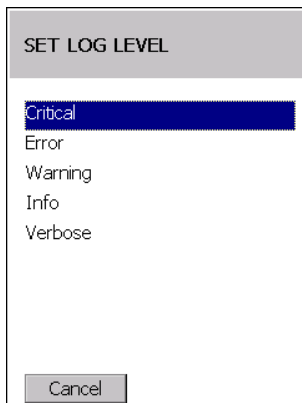 SET LOG LEVEL
Critical
Error
Warning
Info
Verbose
Cancel